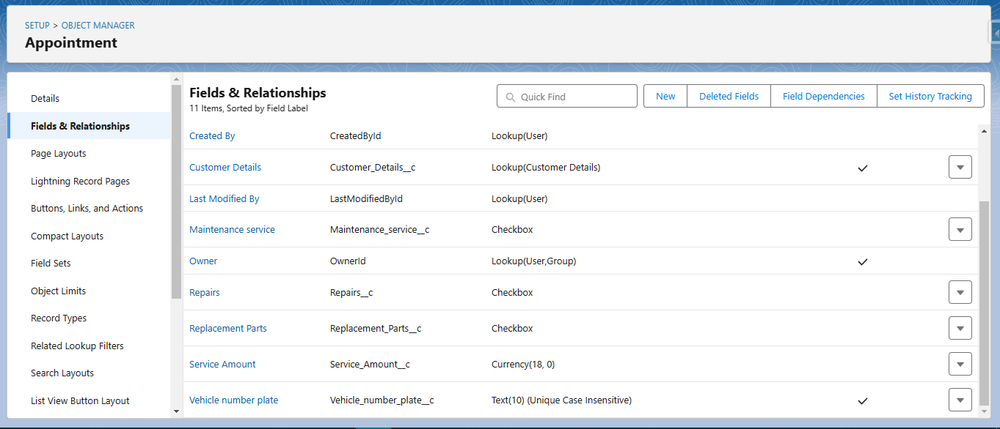 SETUP > OBJECT MANAGER
Appointment
Details
Fields & Relationships
Page Layouts
Lightning Record Pages
Buttons, Links, and Actions
Compact Layouts
Field Sets
Object Limits
Record Types
Related Lookup Filters
Search Layouts
List View Button Layout
Fields & Relationships
11 Items, Sorted by Field Label
Quick Find
New
Deleted Fields
Field Dependencies
Set History Tracking
Created By CreatedById Lookup(User)
Customer Details Customer_Details__c Lookup(Customer Details)
Last Modified By LastModifiedById Lookup(User)
Maintenance service Maintenance_service__c Checkbox
Owner OwnerId Lookup(User,Group)
Repairs Repairs__c Checkbox
Replacement Parts Replacement_Parts__c Checkbox
Service Amount Service_Amount__c Currency(18, 0)
Vehicle number plate Vehicle_number_plate__c Text(10) (Unique Case Insensitive)